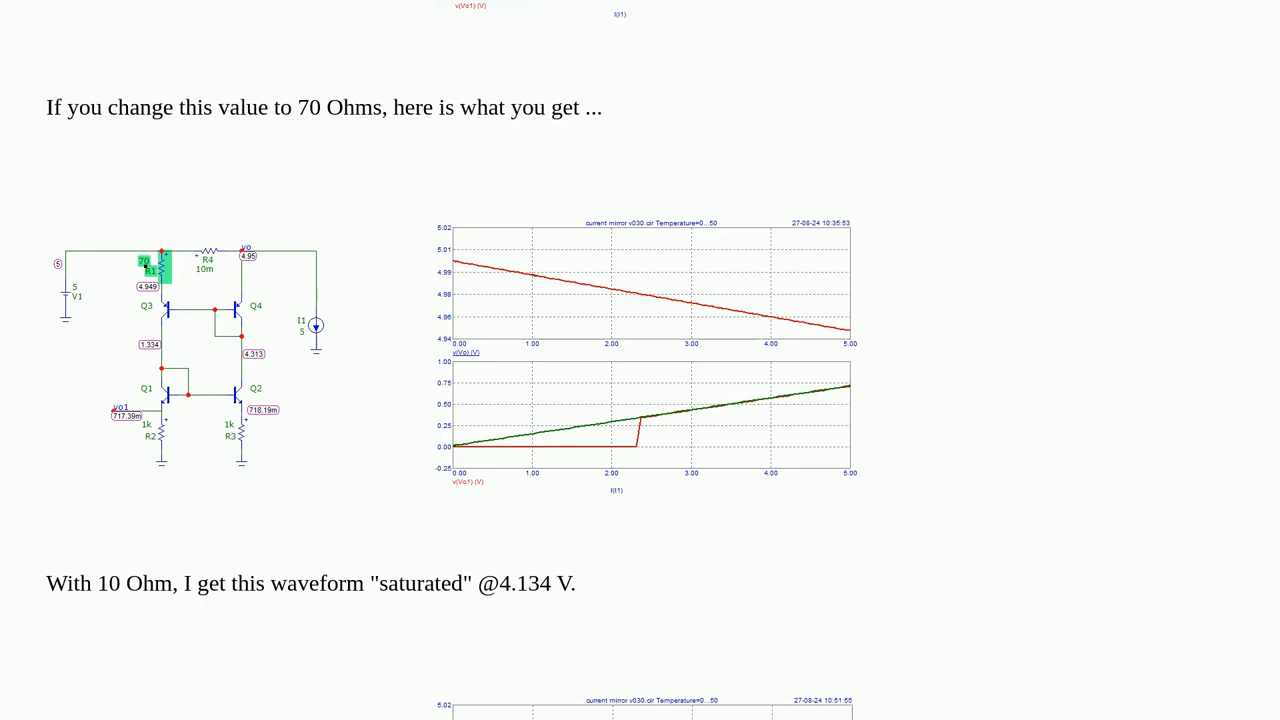 v(Vo1) (V)
I(I1)
If you change this value to 70 Ohms, here is what you get ...
current mirror v030.cir Temperature=0...50
27-08-24 10:35:53
5.02
5.01
4.99
4.98
4.96
4.94
0.00 1.00 2.00 3.00 4.00 5.00
v(Vo) (V)
1.00
0.75
0.50
0.25
0.00
-0.25
0.00 1.00 2.00 3.00 4.00 5.00
v(Vo1) (V)
I(I1)
5
5
V1
70
R1
R4
10m
vo
4.95
4.949
Q3
Q4
I1
5
1.334
4.313
Q1
Q2
vo1
717.39m
718.19m
1k
R2
1k
R3
With 10 Ohm, I get this waveform "saturated" @4.134 V.
current mirror v030.cir Temperature=0...50
27-08-24 10:51:55
5.02